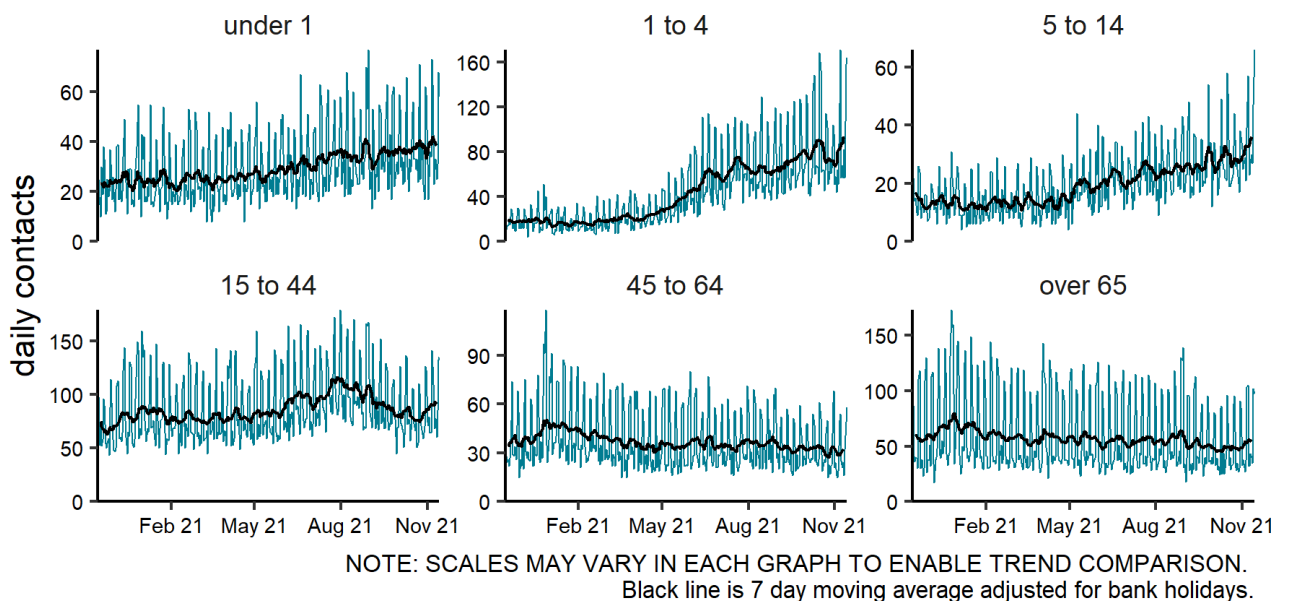 daily contacts
under 1
1 to 4
5 to 14
60
40
20
0
160
120
80
40
0
60
40
20
0
15 to 44
45 to 64
over 65
150
100
50
0
90
60
30
0
150
100
50
0
Feb 21 May 21 Aug 21 Nov 21
Feb 21 May 21 Aug 21 Nov 21
Feb 21 May 21 Aug 21 Nov 21
NOTE: SCALES MAY VARY IN EACH GRAPH TO ENABLE TREND COMPARISON.
Black line is 7 day moving average adjusted for bank holidays.